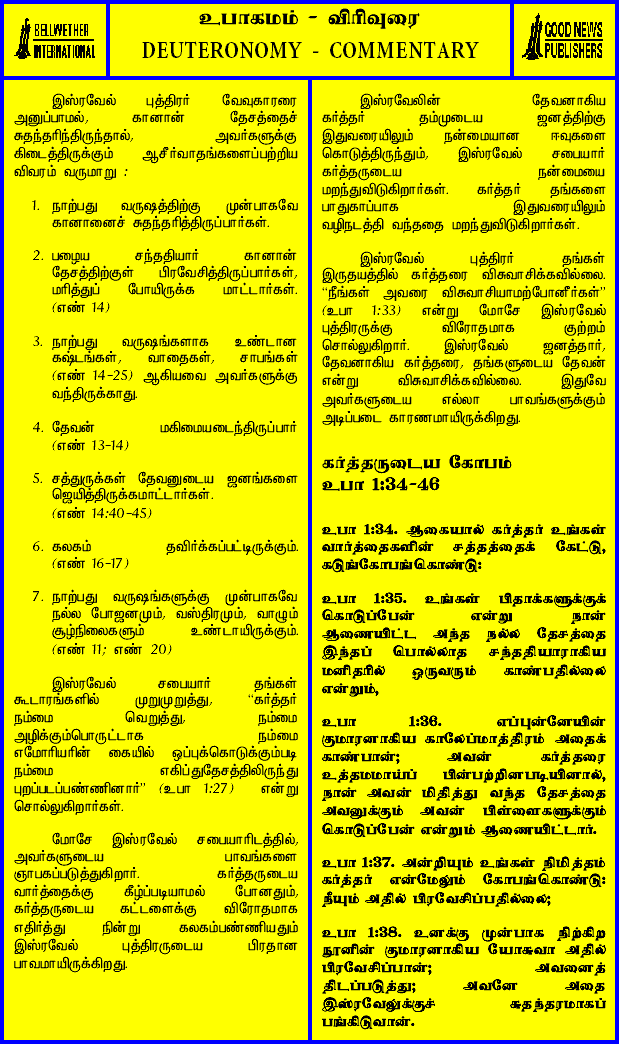 BELLWETHER
INTERNATIONAL
உபாகமம் - விரிவுரை
DEUTERONOMY - COMMENTARY
GOOD NEWS
PUBLISHERS
இஸ்ரவேல் புத்திரர் வேவுகாரரை
அனுப்பாமல், கானான் தேசத்தைச்
சுதந்தரிந்திருந்தால், அவர்களுக்கு
கிடைத்திருக்கும் ஆசீர்வாதங்களைப்பற்றிய
விவரம் வருமாறு :
1. நாற்பது வருஷத்திற்கு முன்பாகவே
கானானைச் சுதந்தரித்திருப்பார்கள்.
2. பழைய சந்ததியார் கானான்
தேசத்திற்குள் பிரவேசித்திருப்பார்கள்,
மரித்துப் போயிருக்க மாட்டார்கள்.
(எண் 14)
3. நாற்பது வருஷங்களாக உண்டான
கஷ்டங்கள், வாதைகள், சாபங்கள்
(எண் 14-25) ஆகியவை அவர்களுக்கு
வந்திருக்காது.
4. தேவன் மகிமையடைந்திருப்பார்
(எண் 13-14)
5. சத்துருக்கள் தேவனுடைய ஜனங்களை
ஜெயித்திருக்கமாட்டார்கள்.
(எண் 14:40-45)
6. கலகம் தவிர்க்கப்பட்டிருக்கும்.
(எண் 16-17)
7. நாற்பது வருஷங்களுக்கு முன்பாகவே
நல்ல போஜனமும், வஸ்திரமும், வாழும்
சூழ்நிலைகளும் உண்டாயிருக்கும்.
(எண் 11; எண் 20)
இஸ்ரவேல் சபையார் தங்கள்
கூடாரங்களில் முறுமுறுத்து, “கர்த்தர்
நம்மை வெறுத்து, நம்மை
அழிக்கும்பொருட்டாக நம்மை
எமோரியரின் கையில் ஒப்புக்கொடுக்கும்படி
நம்மை எகிப்துதேசத்திலிருந்து
புறப்படப்பண்ணினார்” (உபா 1:27) என்று
சொல்லுகிறார்கள்.
மோசே இஸ்ரவேல் சபையாரிடத்தில்,
அவர்களுடைய பாவங்களை
ஞாபகப்படுத்துகிறார். கர்த்தருடைய
வார்த்தைக்கு கீழ்ப்படியாமல் போனதும்,
கர்த்தருடைய கட்டளைக்கு விரோதமாக
எதிர்த்து நின்று கலகம்பண்ணியதும்
இஸ்ரவேல் புத்திரருடைய பிரதான
பாவமாயிருக்கிறது.
இஸ்ரவேலின் தேவனாகிய
கர்த்தர் தம்முடைய ஜனத்திற்கு
இதுவரையிலும் நன்மையான ஈவுகளை
கொடுத்திருந்தும், இஸ்ரவேல் சபையார்
கர்த்தருடைய நன்மையை
மறந்துவிடுகிறார்கள். கர்த்தர் தங்களை
பாதுகாப்பாக இதுவரையிலும்
வழிநடத்தி வந்ததை மறந்துவிடுகிறார்கள்.
இஸ்ரவேல் புத்திரர் தங்கள்
இருதயத்தில் கர்த்தரை விசுவாசிக்கவில்லை.
“நீங்கள் அவரை விசுவாசியாமற்போனீர்கள்”
(உபா 1:33) என்று மோசே இஸ்ரவேல்
புத்திரருக்கு விரோதமாக குற்றம்
சொல்லுகிறார். இஸ்ரவேல் ஜனத்தார்,
தேவனாகிய கர்த்தரை, தங்களுடைய தேவன்
என்று விசுவாசிக்கவில்லை. இதுவே
அவர்களுடைய எல்லா பாவங்களுக்கும்
அடிப்படை காரணமாயிருக்கிறது.
கர்த்தருடைய கோபம்
உபா 1:34-46
உபா 1:34. ஆகையால் கர்த்தர் உங்கள்
வார்த்தைகளின் சத்தத்தைக் கேட்டு,
கடுங்கோபங்கொண்டு:
உபா 1:35. உங்கள் பிதாக்களுக்குக்
கொடுப்பேன் என்று நான்
ஆணையிட்ட அந்த நல்ல தேசத்தை
இந்தப் பொல்லாத சந்ததியாராகிய
மனிதரில் ஒருவரும் காண்பதில்லை
என்றும்,
உபா 1:36. எப்புன்னேயின்
குமாரனாகிய காலேப்மாத்திரம் அதைக்
காண்பான்; அவன் கர்த்தரை
உத்தமமாய்ப் பின்பற்றினபடியினால்,
நான் அவன் மிதித்து வந்த தேசத்தை
அவனுக்கும் அவன் பிள்ளைகளுக்கும்
கொடுப்பேன் என்றும் ஆணையிட்டார்.
உபா 1:37. அன்றியும் உங்கள் நிமித்தம்
கர்த்தர் என்மேலும் கோபங்கொண்டு:
நீயும் அதில் பிரவேசிப்பதில்லை;
உபா 1:38. உனக்கு முன்பாக நிற்கிற
நூனின் குமாரனாகிய யோசுவா அதில்
பிரவேசிப்பான்; அவனைத்
திடப்படுத்து; அவனே அதை
இஸ்ரவேலுக்குச் சுதந்தரமாகப்
பங்கிடுவான்.